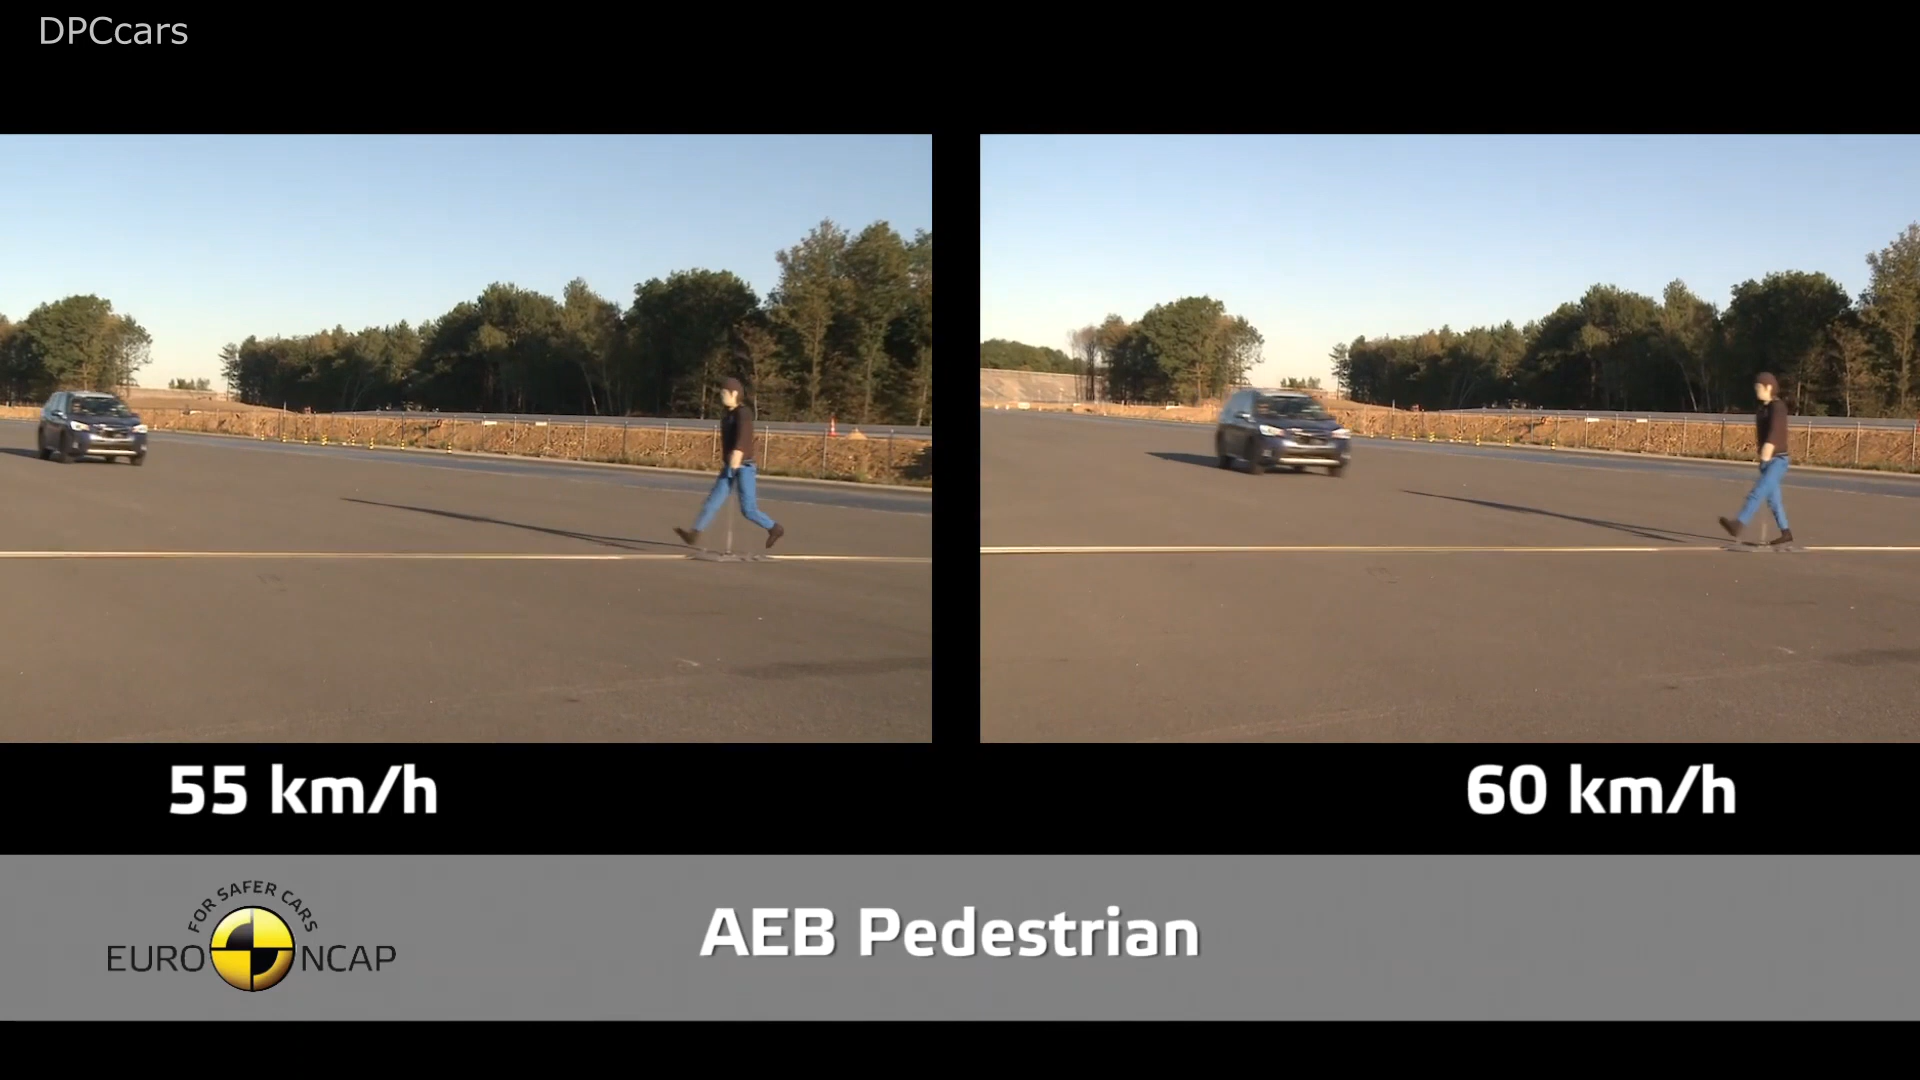 DPCcars
55 km/h
60 km/h
FOR SAFER CARS
EURO NCAP
AEB Pedestrian